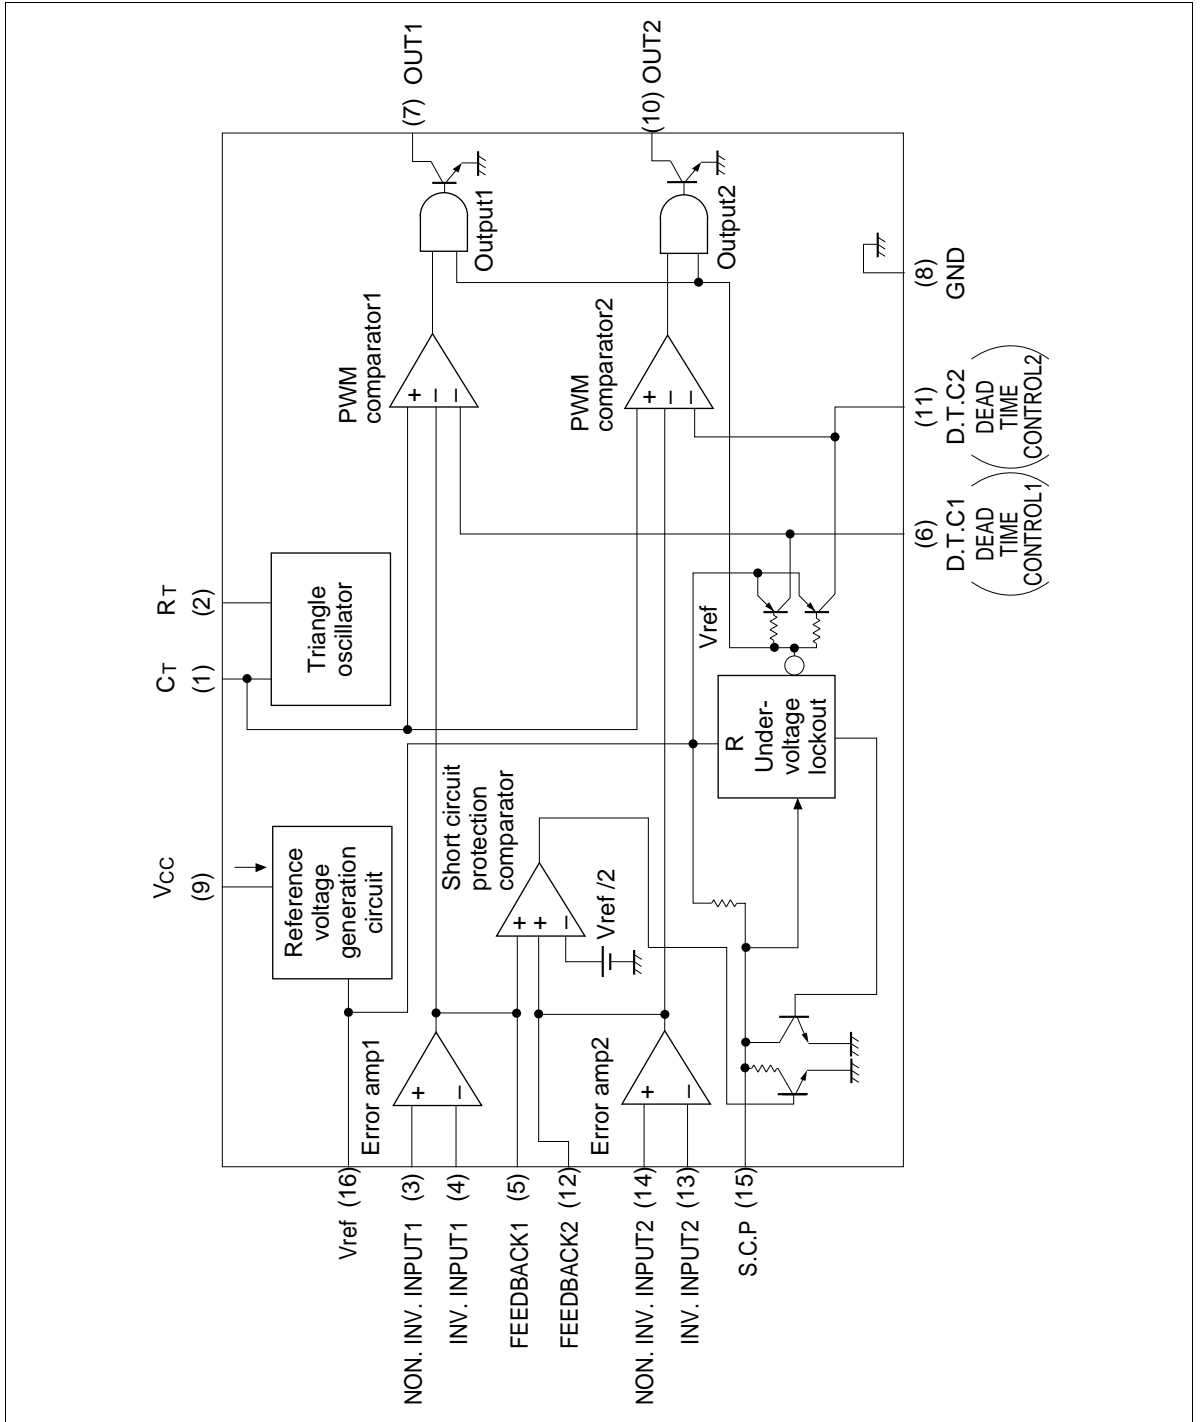 VCC
(9)
CT
(1)
RT
(2)
Reference
voltage
generation
circuit
Triangle
oscillator
Vref (16)
Error amp1
+
−
NON. INV. INPUT1 (3)
INV. INPUT1 (4)
FEEDBACK1 (5)
FEEDBACK2 (12)
Short circuit
protection
comparator
+
+
−
Vref /2
PWM
comparator1
+
−
−
Output1
(7) OUT1
Error amp2
+
−
NON. INV. INPUT2 (14)
INV. INPUT2 (13)
PWM
comparator2
+
−
−
Output2
(10) OUT2
S.C.P (15)
R
Under-
voltage
lockout
Vref
(6)
D.T.C1
DEAD
TIME
CONTROL1
(11)
D.T.C2
DEAD
TIME
CONTROL2
(8)
GND